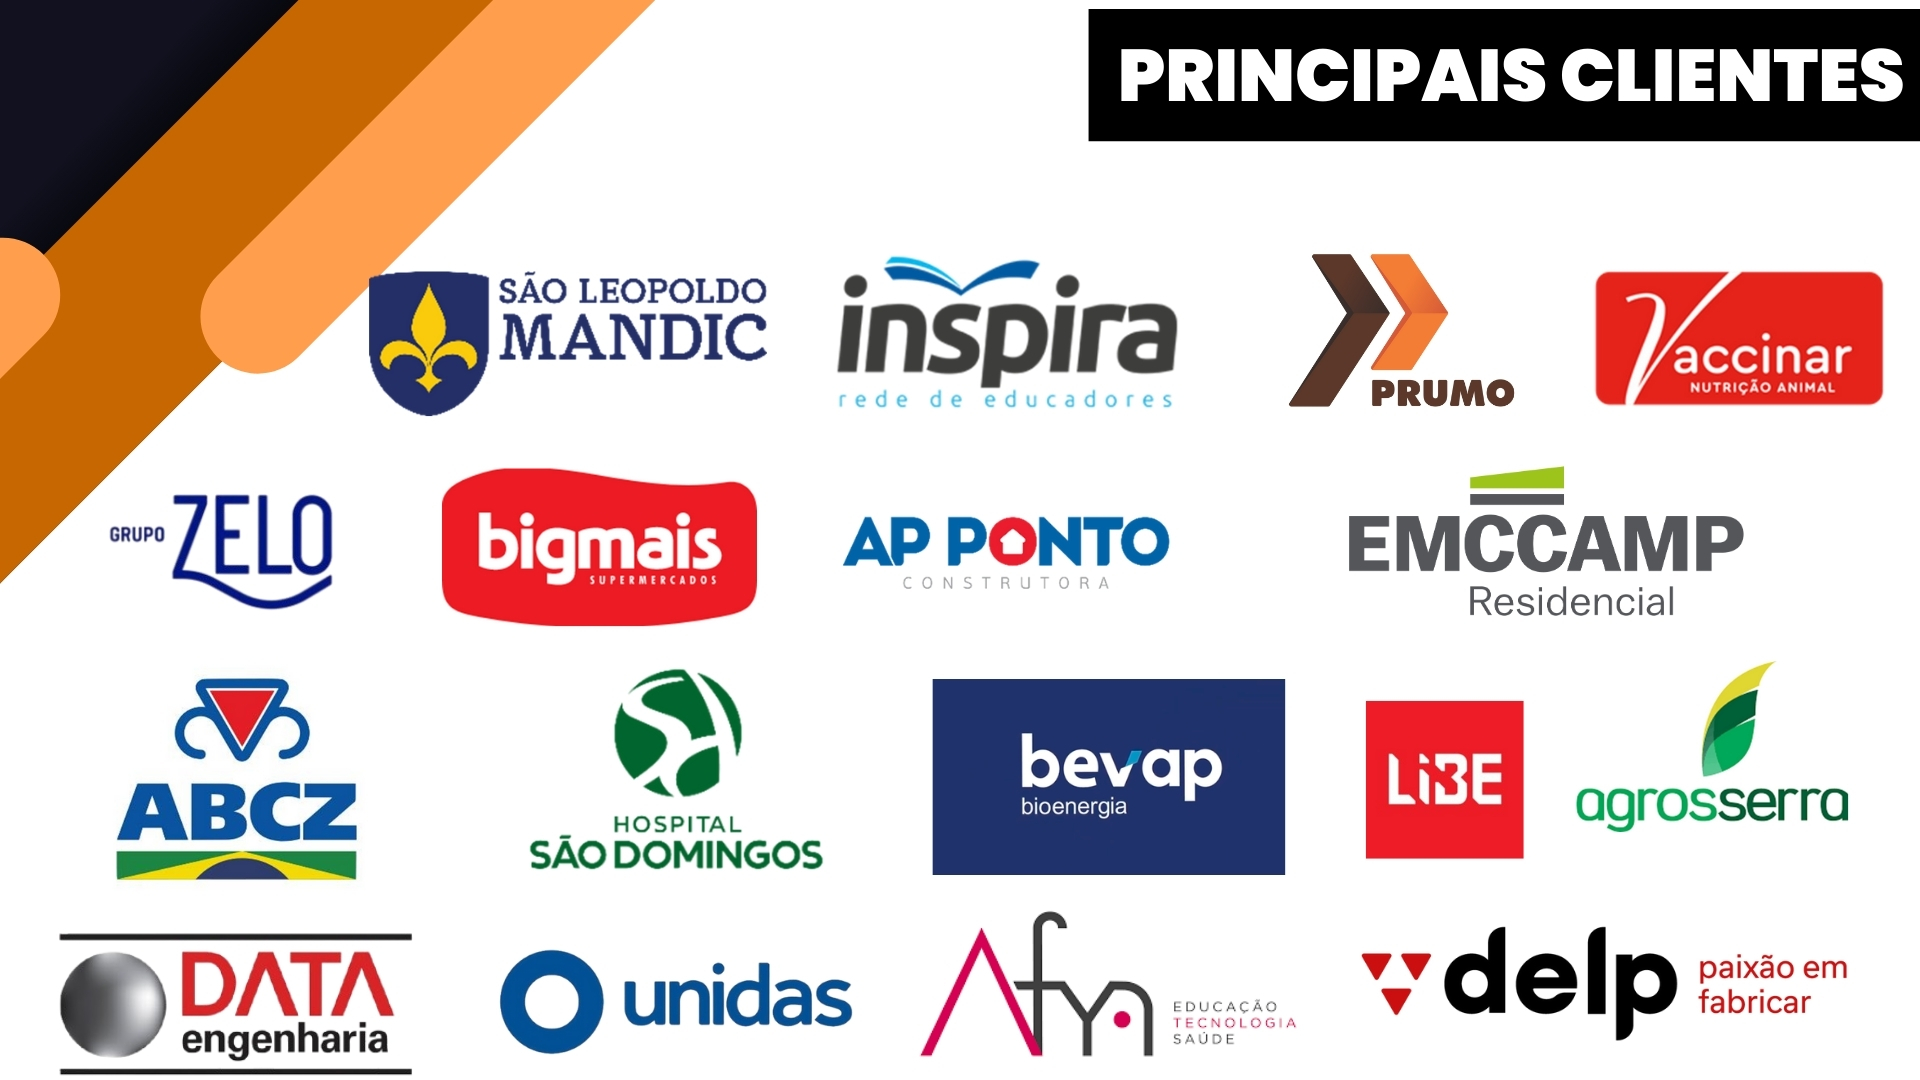 PRINCIPAIS CLIENTES
SÃO LEOPOLDO
MANDIC
inspira
rede de educadores
PRUMO
Vaccinar
NUTRIÇÃO ANIMAL
GRUPO ZELO
bigmais
SUPERMERCADOS
AP PONTO
CONSTRUTORA
EMCCAMP
Residencial
ABCZ
HOSPITAL
SÃO DOMINGOS
bevap
bioenergia
LiBE
agrosserra
DATA
engenharia
unidas
Afya
EDUCAÇÃO
TECNOLOGIA
SAÚDE
delp
paixão em
fabricar